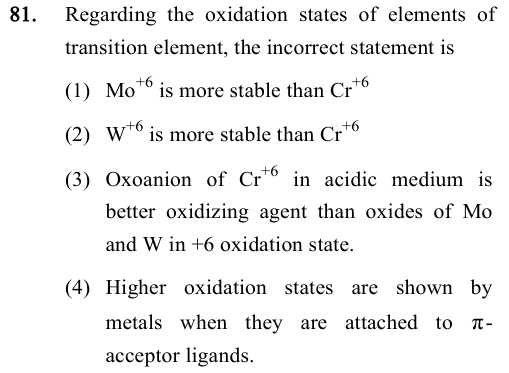 81. Regarding the oxidation states of elements of
transition element, the incorrect statement is
(1) Mo⁺⁶ is more stable than Cr⁺⁶
(2) W⁺⁶ is more stable than Cr⁺⁶
(3) Oxoanion of Cr⁺⁶ in acidic medium is
better oxidizing agent than oxides of Mo
and W in +6 oxidation state.
(4) Higher oxidation states are shown by
metals when they are attached to π-
acceptor ligands.